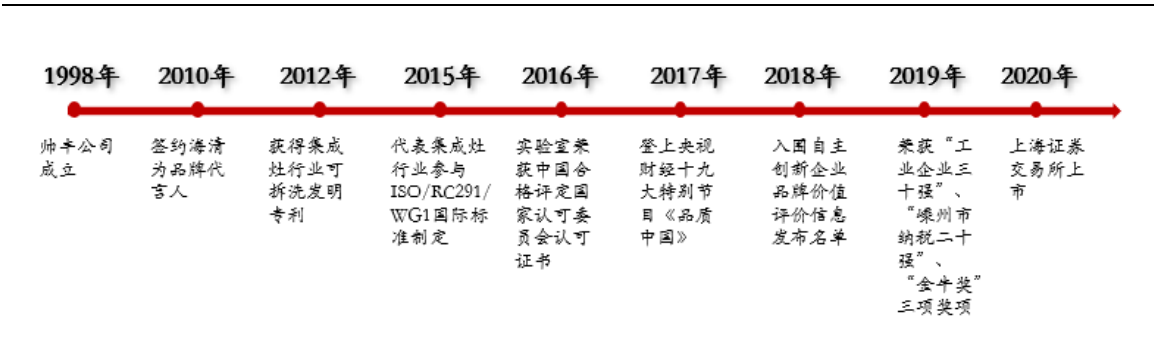 1998年
2010年
2012年
2015年
2016年
2017年
2018年
2019年
2020年
帅丰公司
成立
签约海清
为品牌代
言人
获得集成
灶行业可
拆洗发明
专利
代表集成灶
行业参与
ISO/RC291/
WG1国际标
准制定
实验室荣
获中国合
格评定国
家认可委
员会认可
证书
登上央视
财经十九
大特别节
目《品质
中国》
入国自主
创新企业
品牌价值
评价信息
发布名单
荣获“工
业企业三
十强”、
“嵊州市
纳税二十
强”、
“金牛奖”
三项奖项
上海证券
交易所上
市